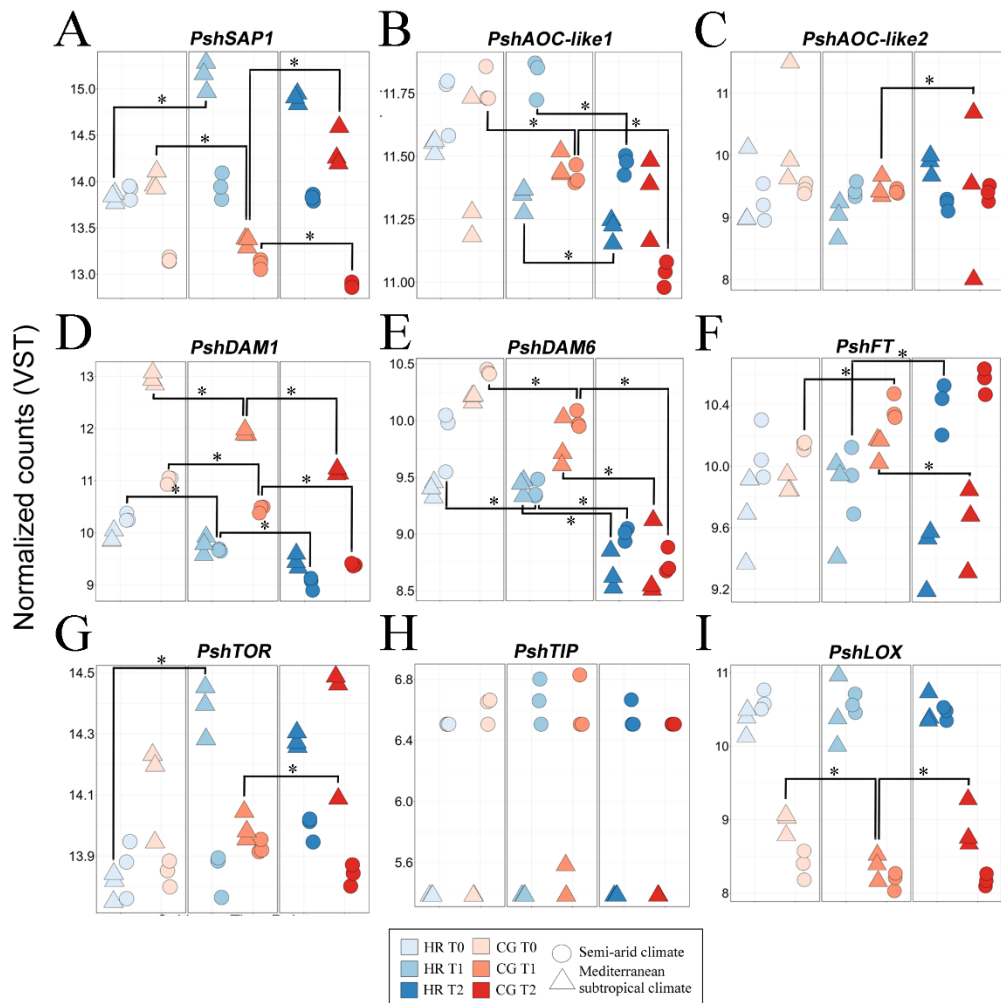 A
PshSAP1
15.0
14.5
14.0
13.5
13.0
*
*
*
*
B
PshAOC-like1
11.75
11.50
11.25
11.00
*
*
*
*
C
PshAOC-like2
11
10
9
8
*
Normalized counts (VST)
D
PshDAM1
13
12
11
10
9
*
*
*
*
*
*
E
PshDAM6
10.5
10.0
9.5
9.0
8.5
*
*
*
*
*
*
F
PshFT
10.4
10.0
9.6
9.2
*
*
*
G
PshTOR
14.5
14.3
14.1
13.9
*
*
H
PshTIP
6.8
6.4
6.0
5.6
I
PshLOX
11
10
9
8
*
*
HR T0
CG T0
Semi-arid climate
HR T1
CG T1
Mediterranean
subtropical climate
HR T2
CG T2